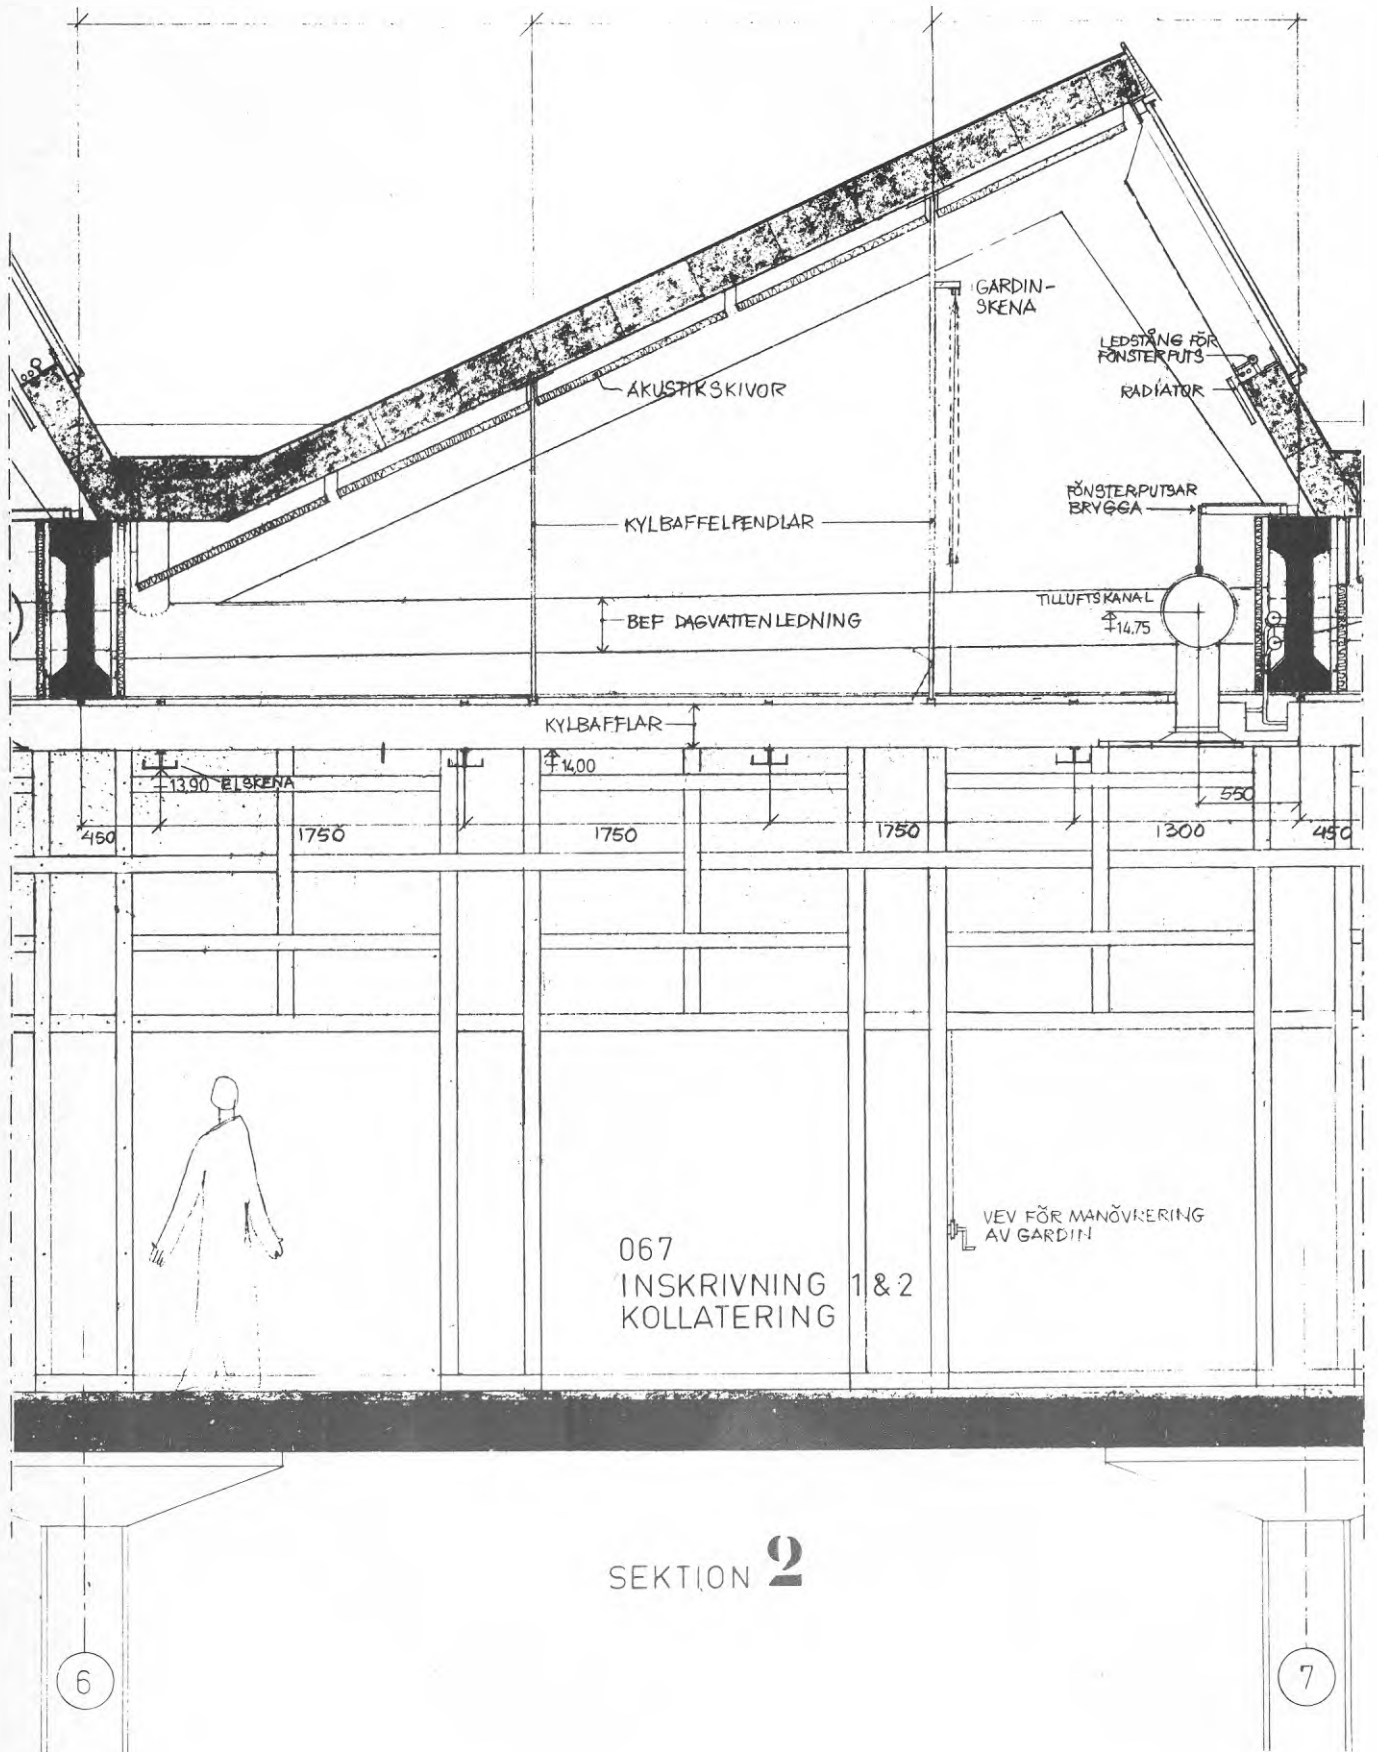 GARDIN-
SKENA
LEDSTÅNG FÖR
FÖNSTERPUTS
RADIATOR
AKUSTIKSKIVOR
FÖNSTERPUTSAR
BRYGGA
KYLBAFFELPENDLAR
TILLUFTSKANAL
14.75
BEF DAGVATTENLEDNING
KYLBAFFLAR
14,00
13,90 ELSKENA
550
450 1750 1750 1750 1300 450
VEV FÖR MANÖVRERING
AV GARDIN
067
INSKRIVNING 1 & 2
KOLLATERING
SEKTION 2
6 7